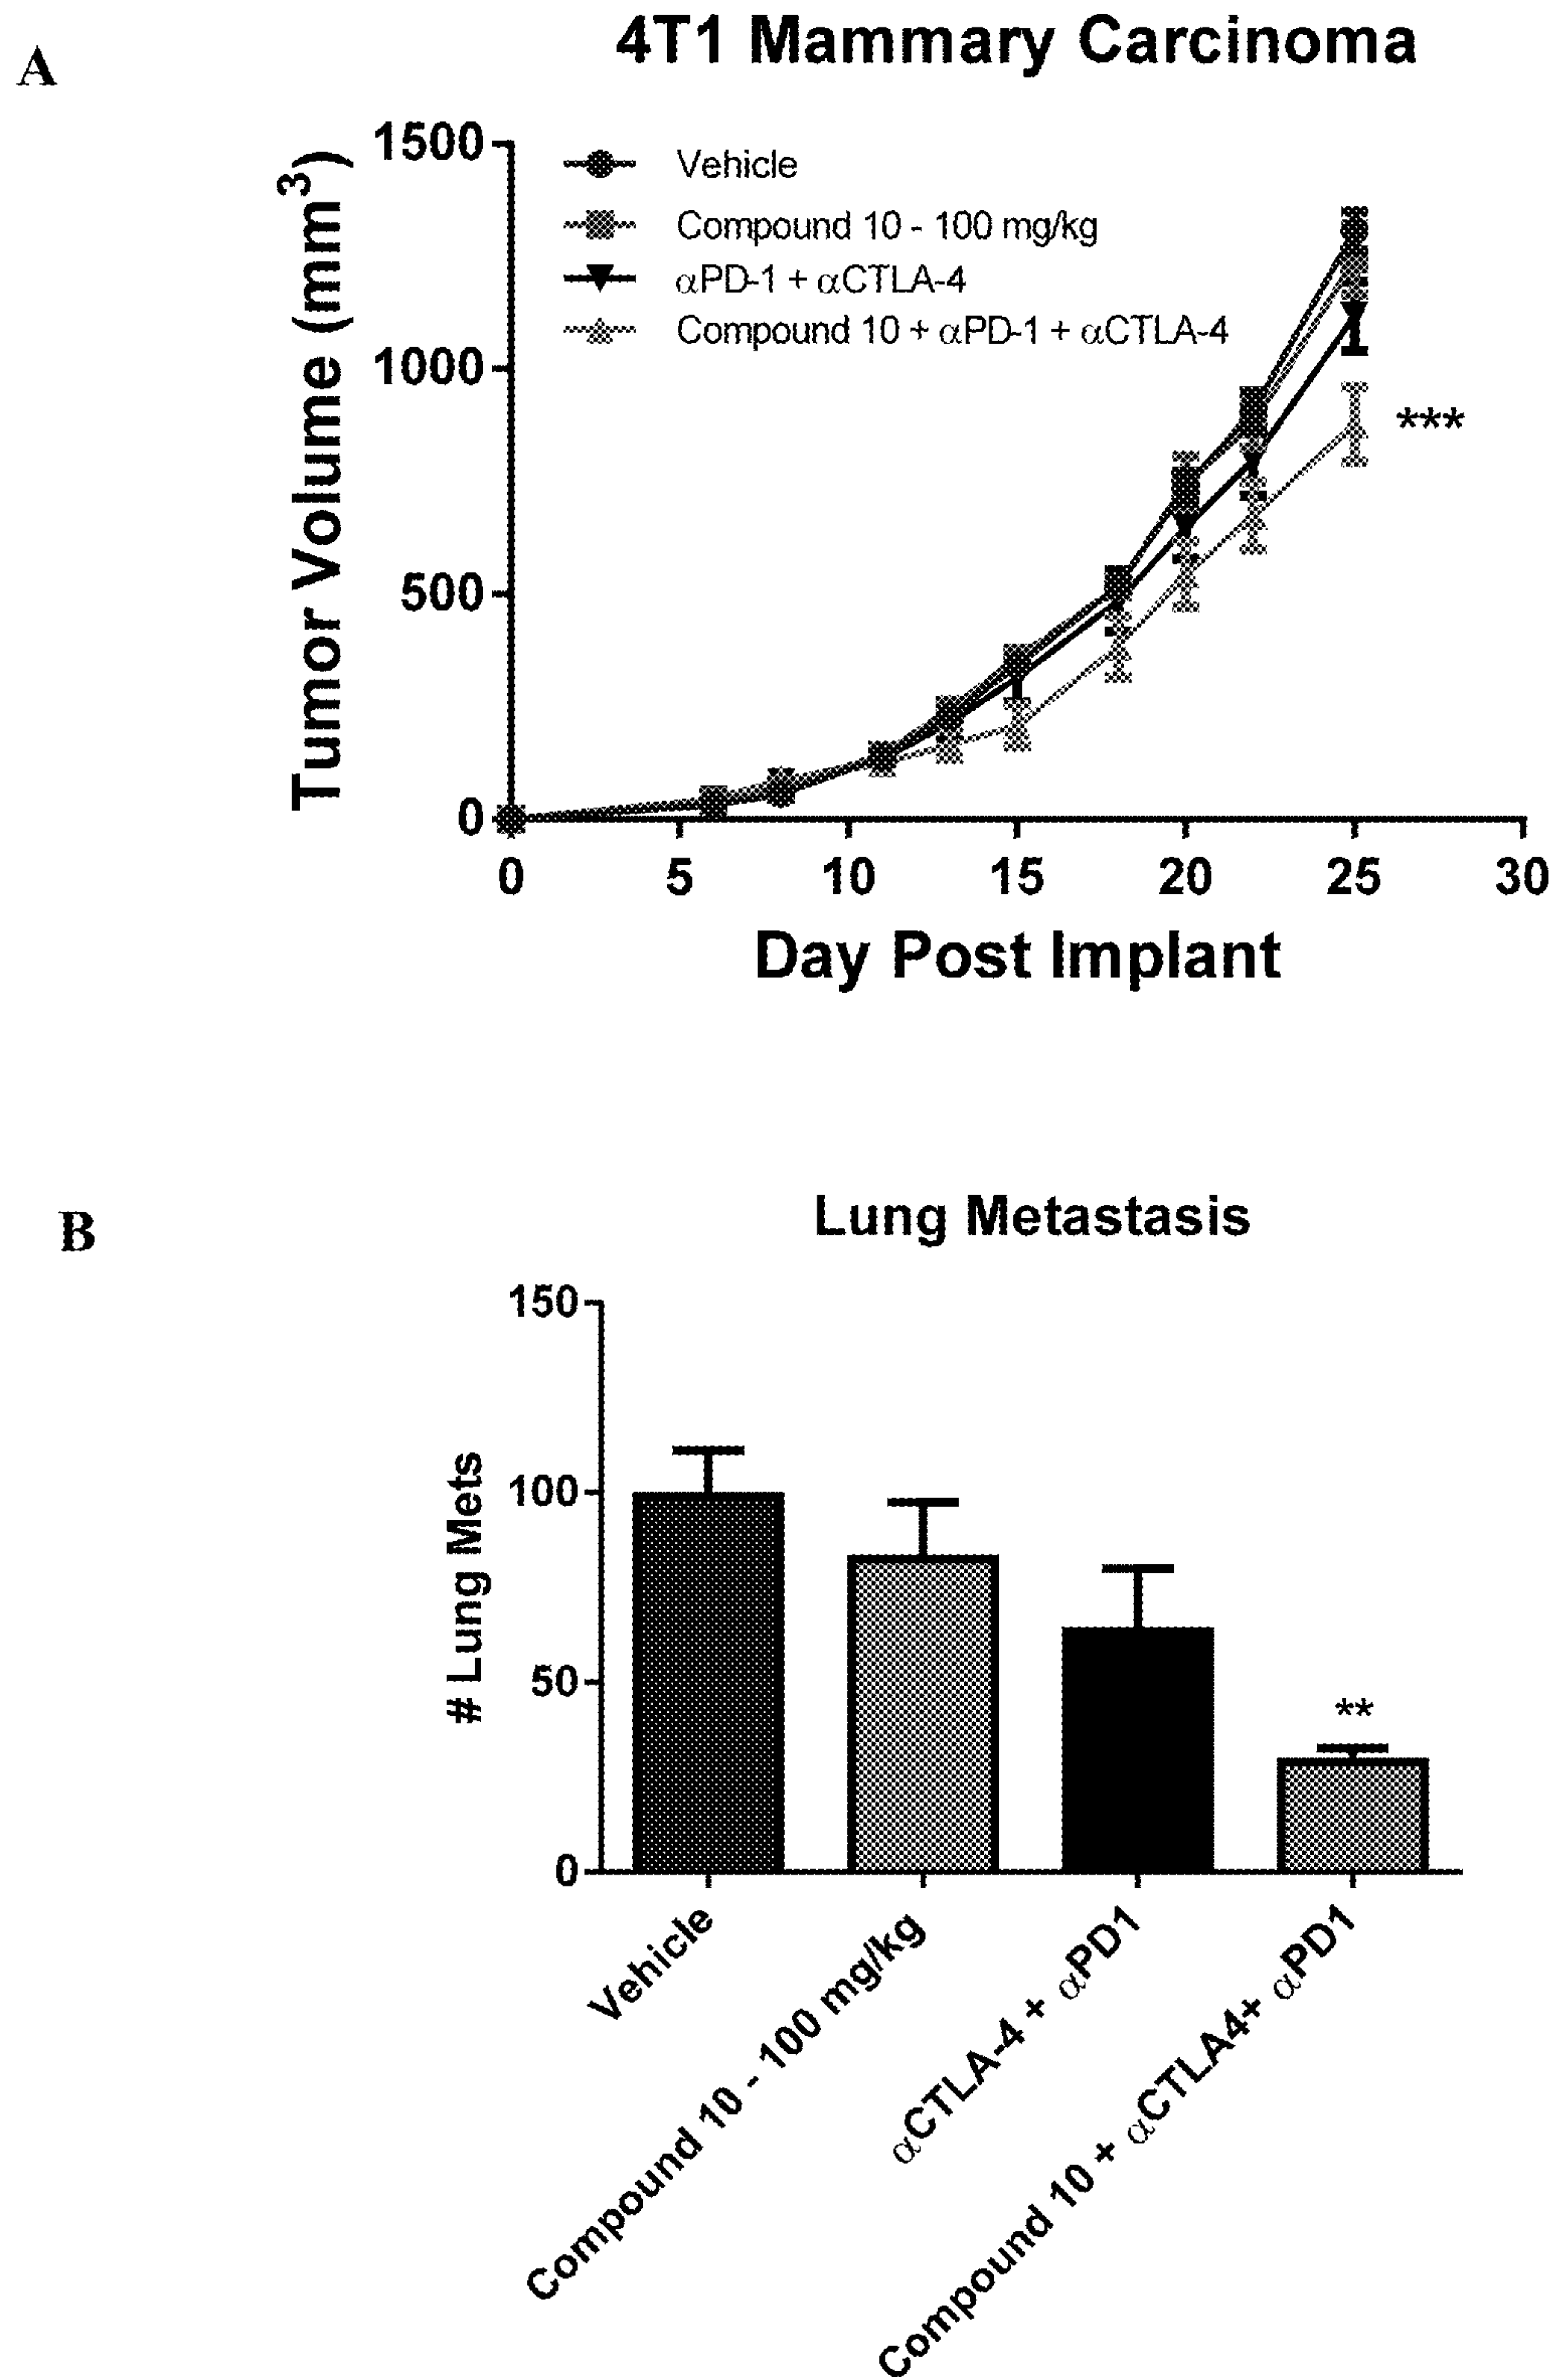 A
4T1 Mammary Carcinoma
Tumor Volume (mm³)
1500
1000
500
0
Vehicle
Compound 10 - 100 mg/kg
αPD-1 + αCTLA-4
Compound 10 + αPD-1 + αCTLA-4
***
0 5 10 15 20 25 30
Day Post Implant
B
Lung Metastasis
# Lung Mets
150
100
50
0
**
Vehicle
Compound 10 - 100 mg/kg
αCTLA-4 + αPD1
Compound 10 + αCTLA4+ αPD1